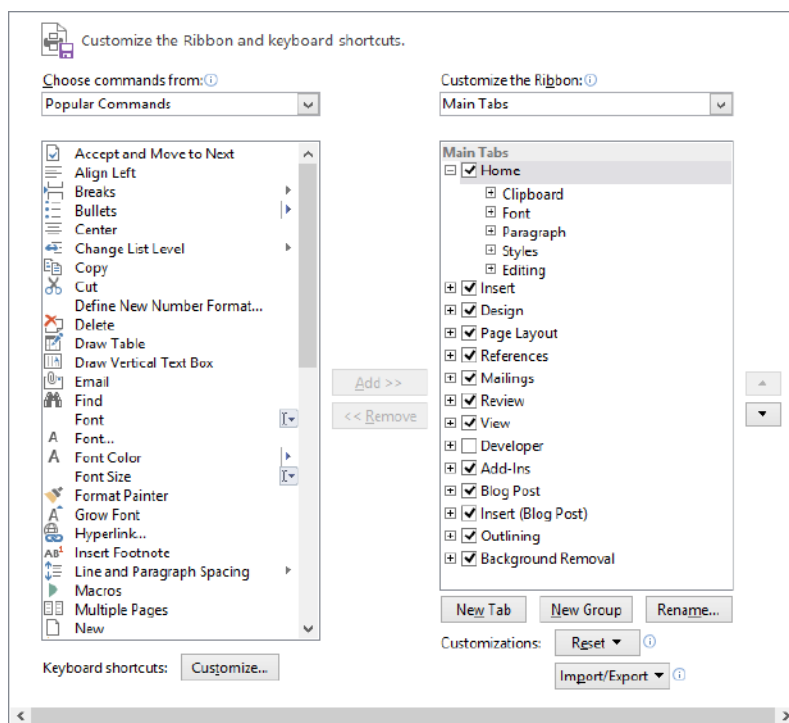 Customize the Ribbon and keyboard shortcuts.
Choose commands from:
Popular Commands
Accept and Move to Next
Align Left
Breaks
Bullets
Center
Change List Level
Copy
Cut
Define New Number Format...
Delete
Draw Table
Draw Vertical Text Box
Email
Find
Font
Font...
Font Color
Font Size
Format Painter
Grow Font
Hyperlink...
Insert Footnote
Line and Paragraph Spacing
Macros
Multiple Pages
New
Keyboard shortcuts: Customize...
Add >>
<< Remove
Customize the Ribbon:
Main Tabs
Main Tabs
Home
Clipboard
Font
Paragraph
Styles
Editing
Insert
Design
Page Layout
References
Mailings
Review
View
Developer
Add-Ins
Blog Post
Insert (Blog Post)
Outlining
Background Removal
New Tab New Group Rename...
Customizations: Reset
Import/Export